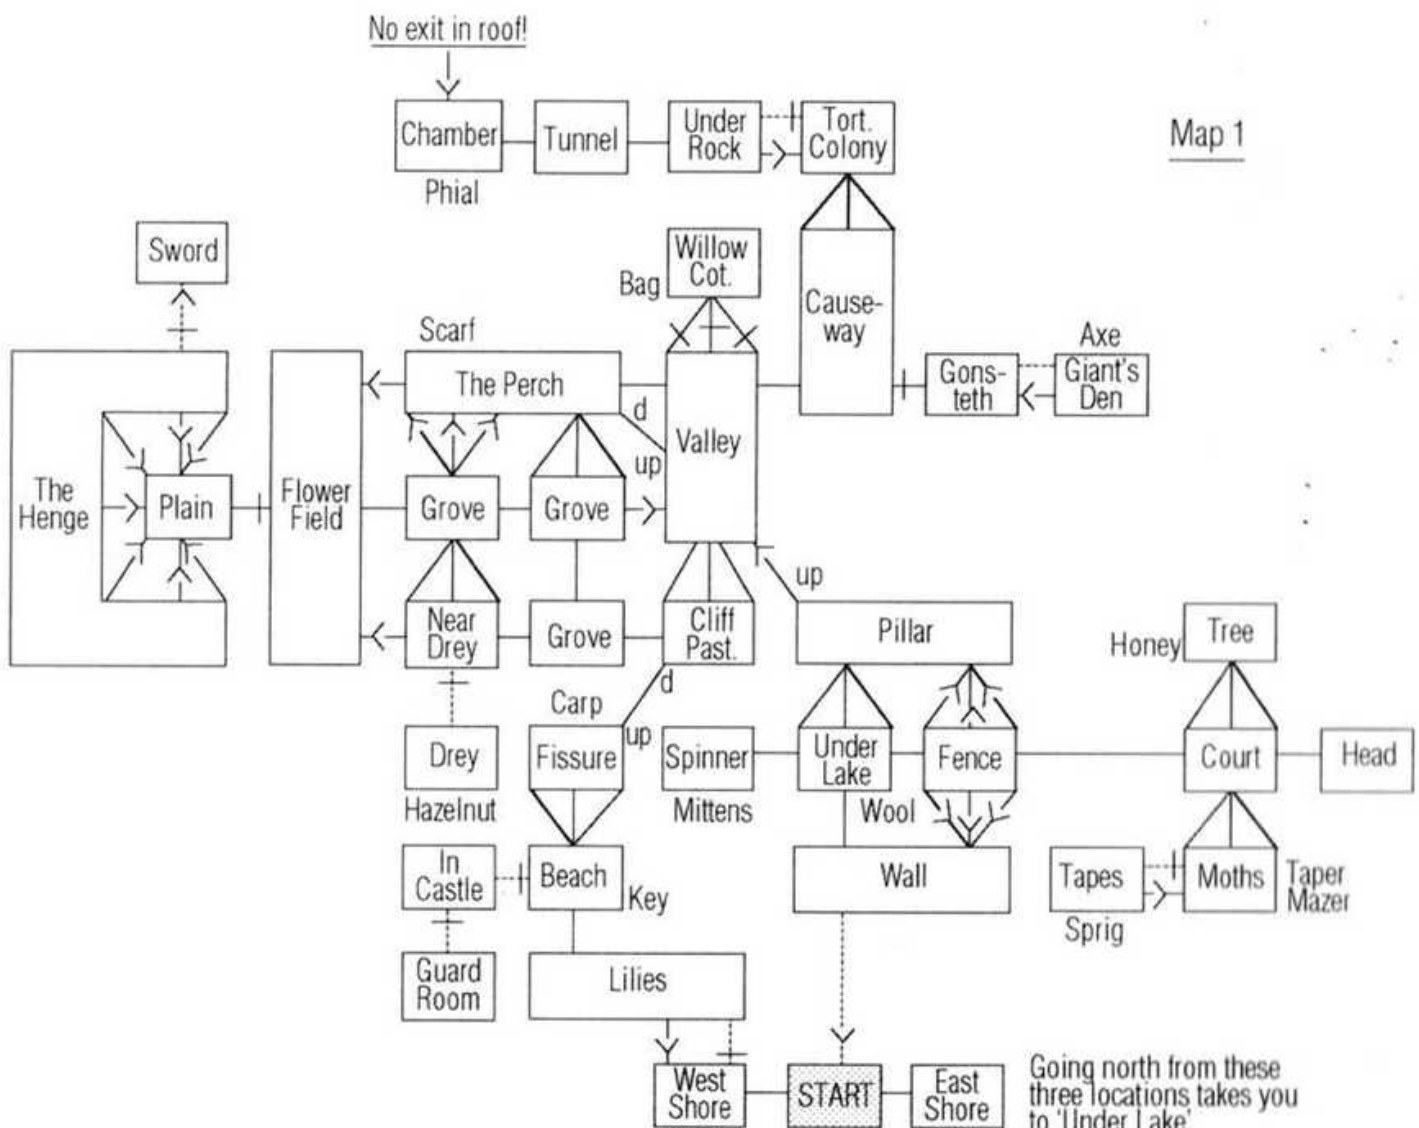 No exit in roof!
Map 1
Chamber
Tunnel
Under
Rock
Tort.
Colony
Phial
Sword
Willow
Cot.
Bag
Cause-
way
Scarf
The Perch
d
up
Valley
Gons-
teth
Axe
Giant's
Den
The
Henge
Plain
Flower
Field
Grove
Grove
up
Near
Drey
Grove
Cliff
Past.
Pillar
Honey
Tree
d
Carp
up
Drey
Fissure
Spinner
Under
Lake
Fence
Court
Head
Hazelnut
Mittens
Wool
In
Castle
Beach
Key
Wall
Tapes
Moths
Taper
Mazer
Sprig
Guard
Room
Lilies
West
Shore
START
East
Shore
Going north from these
three locations takes you
to 'Under Lake'